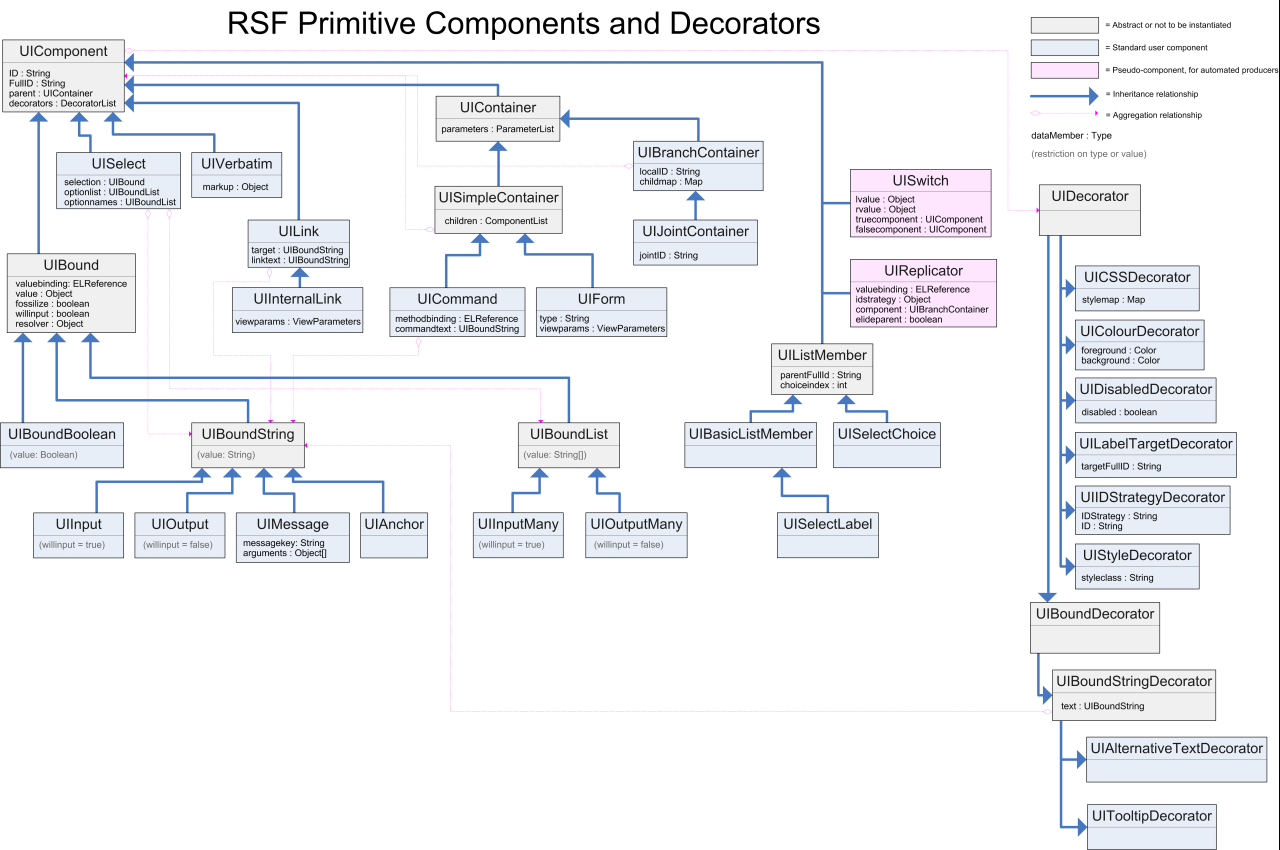 RSF Primitive Components and Decorators
= Abstract or not to be instantiated
= Standard user component
= Pseudo-component, for automated producers
= Inheritance relationship
= Aggregation relationship
dataMember : Type
(restriction on type or value)
UIComponent
ID : String
FullID : String
parent : UIContainer
decorators : DecoratorList
UISelect
selection : UIBound
optionlist : UIBoundList
optionnames : UIBoundList
UIVerbatim
markup : Object
UILink
target : UIBoundString
linktext : UIBoundString
UIInternalLink
viewparams : ViewParameters
UIContainer
parameters : ParameterList
UISimpleContainer
children : ComponentList
UIBranchContainer
localID : String
childmap : Map
UIJointContainer
jointID : String
UICommand
methodbinding : ELReference
commandtext : UIBoundString
UIForm
type : String
viewparams : ViewParameters
UISwitch
lvalue : Object
rvalue : Object
truecomponent : UIComponent
falsecomponent : UIComponent
UIReplicator
valuebinding : ELReference
idstrategy : Object
component : UIBranchContainer
elideparent : boolean
UIListMember
parentFullId : String
choiceindex : int
UIBasicListMember
UISelectChoice
UISelectLabel
UIBound
valuebinding: ELReference
value : Object
fossilize : boolean
willinput : boolean
resolver : Object
UIBoundBoolean
(value: Boolean)
UIBoundString
(value: String)
UIBoundList
(value: String[])
UIInput
(willinput = true)
UIOutput
(willinput = false)
UIMessage
messagekey: String
arguments : Object[]
UIAnchor
UIInputMany
(willinput = true)
UIOutputMany
(willinput = false)
UIDecorator
UICSSDecorator
stylemap : Map
UIColourDecorator
foreground : Color
background : Color
UIDisabledDecorator
disabled : boolean
UILabelTargetDecorator
targetFullID : String
UIIDStrategyDecorator
IDStrategy : String
ID : String
UIStyleDecorator
styleclass : String
UIBoundDecorator
UIBoundStringDecorator
text : UIBoundString
UIAlternativeTextDecorator
UITooltipDecorator